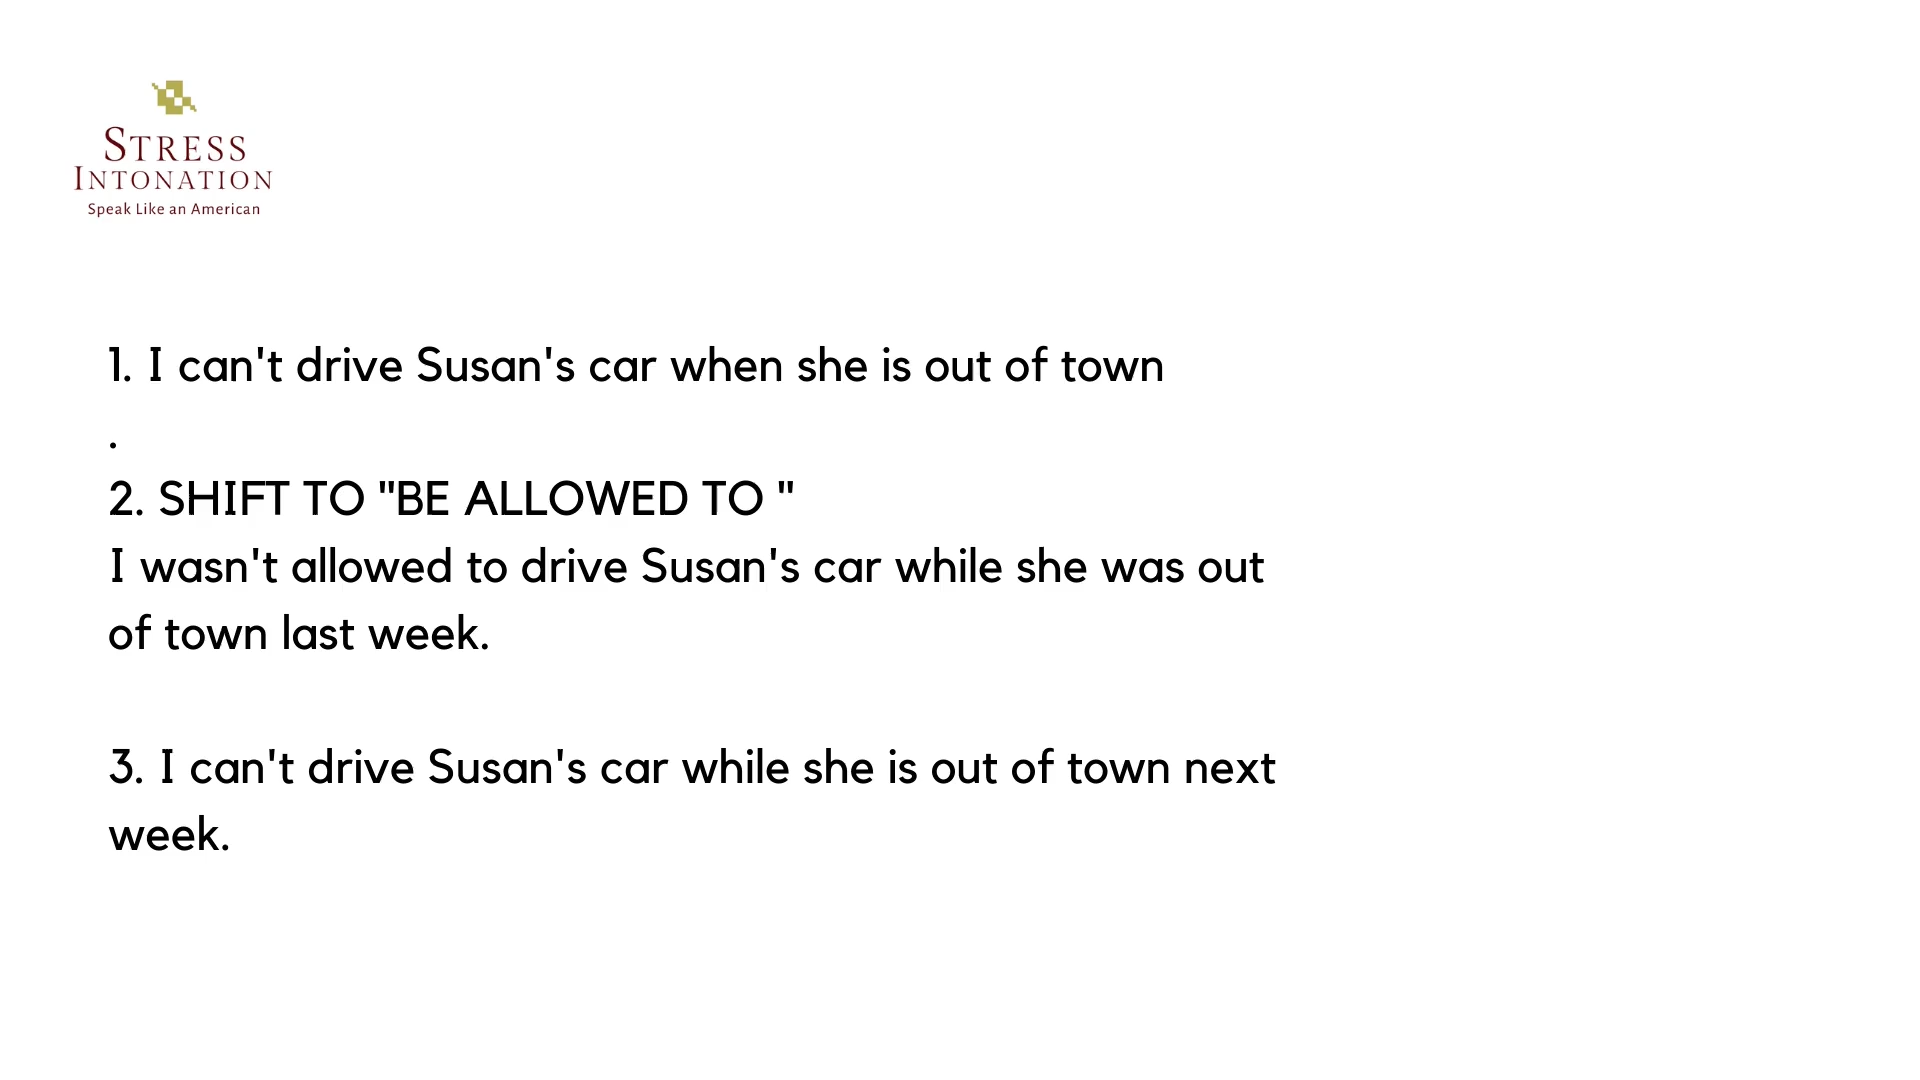 STRESS
INTONATION
Speak Like an American
1. I can't drive Susan's car when she is out of town
.
2. SHIFT TO "BE ALLOWED TO "
I wasn't allowed to drive Susan's car while she was out
of town last week.
3. I can't drive Susan's car while she is out of town next
week.